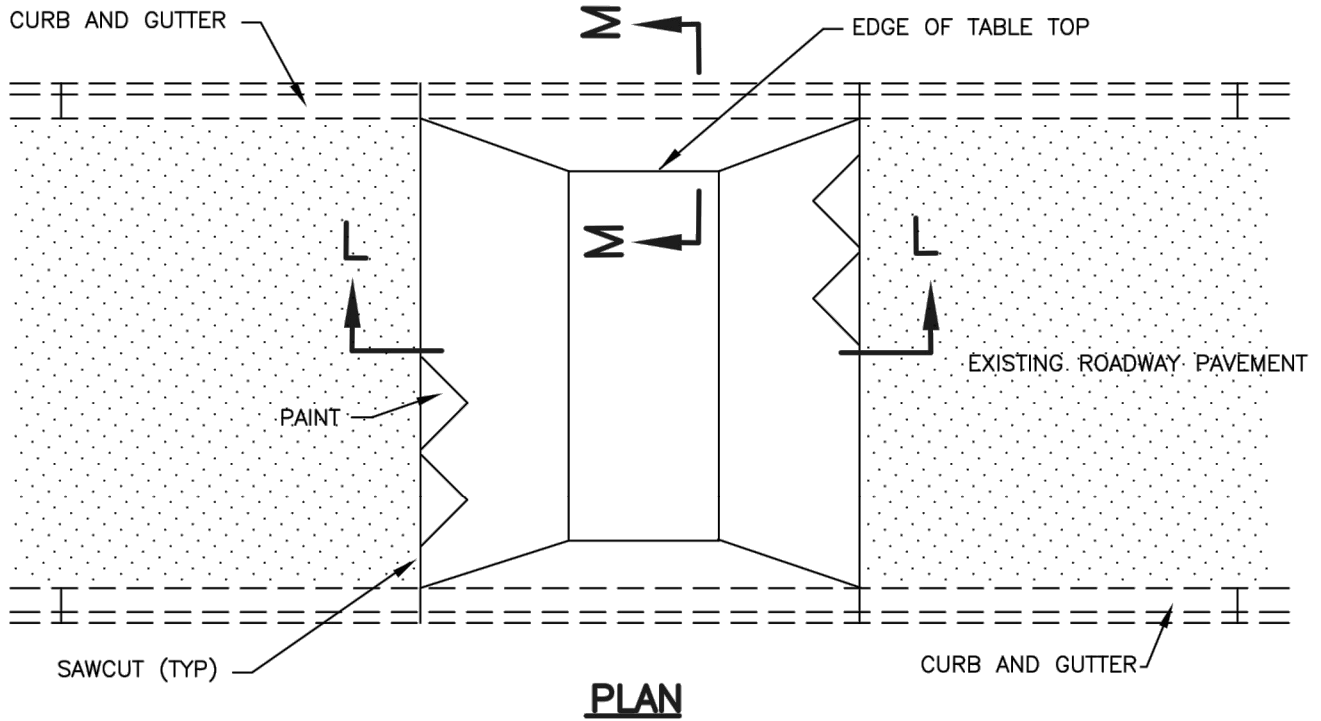 CURB AND GUTTER
M
EDGE OF TABLE TOP
M
L
L
EXISTING ROADWAY PAVEMENT
PAINT
SAWCUT (TYP)
CURB AND GUTTER
PLAN